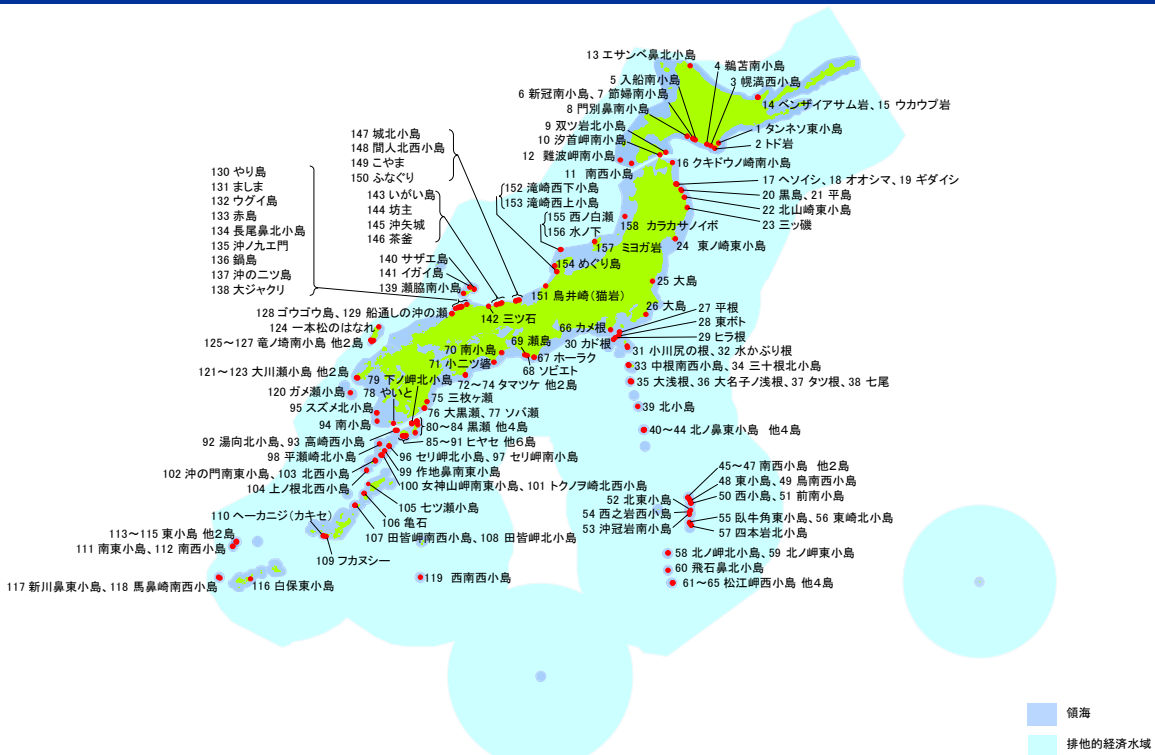 13 エサンベ鼻北小島
4 鵜苫南小島
5 入船南小島
3 幌満西小島
6 新冠南小島、7 節婦南小島
8 門別鼻南小島
14 ベンザイアサム岩、15 ウカウプ岩
9 双ツ岩北小島
1 タンネソ東小島
10 汐首岬南小島
2 トド岩
12 難波岬南小島
16 クキドウノ崎南小島
11 南西小島
17 ヘソイシ、18 オオシマ、19 ギダイシ
20 黒島、21 平島
22 北山崎東小島
23 三ッ磯
147 城北小島
148 間人北西小島
149 こやま
150 ふなぐり
130 やり島
131 ましま
132 ウグイ島
133 赤島
134 長尾鼻北小島
135 沖ノ九エ門
136 鍋島
137 沖の二ツ島
138 大ジャクリ
143 いがい島
144 坊主
145 沖矢城
146 茶釜
152 滝崎西下小島
153 滝崎西上小島
155 西ノ白瀬
156 水ノ下
158 カラカサノイボ
157 ミヨガ岩
24 東ノ崎東小島
154 めぐり島
140 サザエ島
141 イガイ島
139 瀬脇南小島
151 鳥井崎(猫岩)
25 大島
26 大島
128 ゴウゴウ島、129 船通しの沖の瀬
142 三ツ石
27 平根
124 一本松のはなれ
66 カメ根
28 東ボト
125～127 竜ノ埼南小島 他2島
69 瀬島
30 カド根
29 ヒラ根
70 南小島
31 小川尻の根、32 水かぶり根
71 小二ツ碆
67 ホーラク
68 ソビエト
33 中根南西小島、34 三十根北小島
121～123 大川瀬小島 他2島
79 下ノ岬北小島
72～74 タマツケ 他2島
35 大浅根、36 大名子ノ浅根、37 タツ根、38 七尾
78 やいと
120 ガメ瀬小島
75 三枚ヶ瀬
39 北小島
95 スズメ北小島
76 大黒瀬、77 ソバ瀬
94 南小島
80～84 黒瀬 他4島
40～44 北ノ鼻東小島 他4島
92 湯向北小島、93 高崎西小島
85～91 ヒヤセ 他6島
98 平瀬崎北小島
96 セリ岬北小島、97 セリ岬南小島
102 沖の門南東小島、103 北西小島
99 作地鼻南東小島
45～47 南西小島 他2島
104 上ノ根北西小島
100 女神山岬南東小島、101 トクノヲ崎北西小島
48 東小島、49 鳥南西小島
52 北東小島
50 西小島、51 前南小島
105 七ツ瀬小島
54 西之岩西小島
110 ヘーカニジ(カキセ)
106 亀石
53 沖冠岩南小島
55 臥牛角東小島、56 東崎北小島
113～115 東小島 他2島
107 田皆岬南西小島、108 田皆岬北小島
57 四本岩北小島
111 南東小島、112 南西小島
109 フカメシー
58 北ノ岬北小島、59 北ノ岬東小島
60 飛石鼻北小島
117 新川鼻東小島、118 馬鼻崎南西小島
116 白保東小島
119 西南西小島
61～65 松江岬西小島 他4島
領海
排他的経済水域